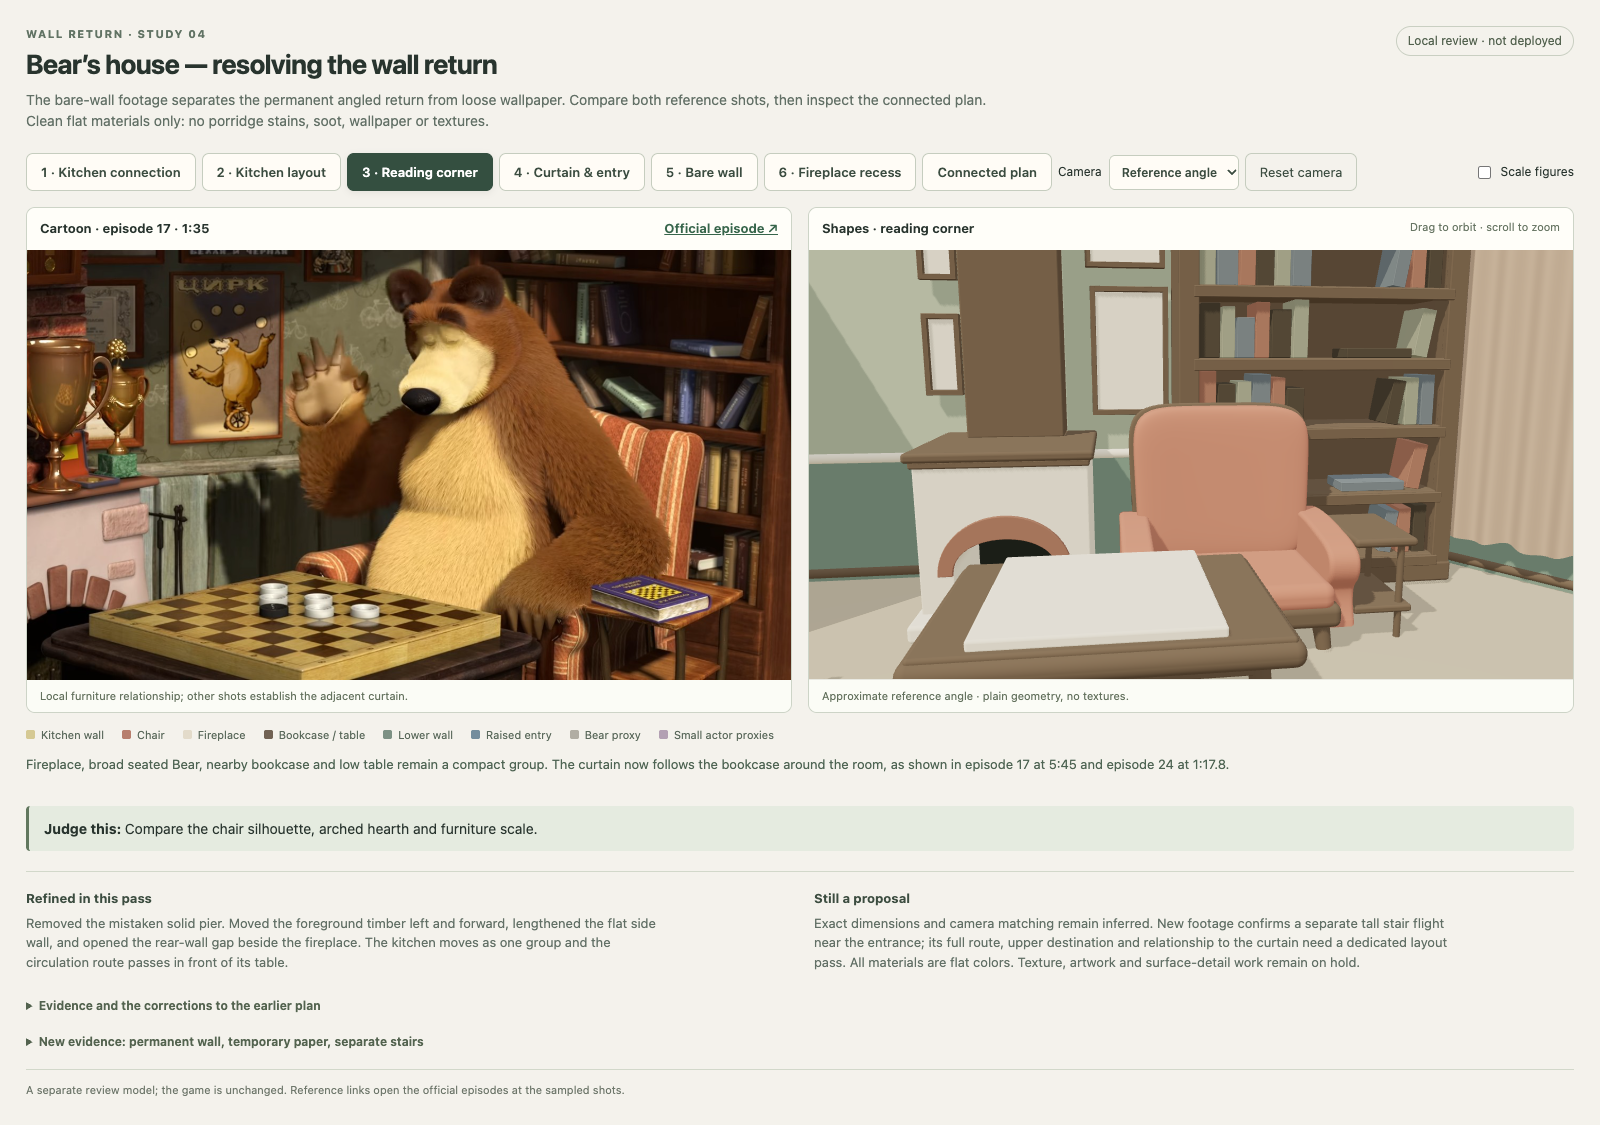 WALL RETURN · STUDY 04
Local review · not deployed
Bear’s house — resolving the wall return
The bare-wall footage separates the permanent angled return from loose wallpaper. Compare both reference shots, then inspect the connected plan.
Clean flat materials only: no porridge stains, soot, wallpaper or textures.
1 · Kitchen connection
2 · Kitchen layout
3 · Reading corner
4 · Curtain & entry
5 · Bare wall
6 · Fireplace recess
Connected plan
Camera
Reference angle
Reset camera
Scale figures
Cartoon · episode 17 · 1:35
Official episode ↗
ЦИРК
Local furniture relationship; other shots establish the adjacent curtain.
Shapes · reading corner
Drag to orbit · scroll to zoom
Approximate reference angle · plain geometry, no textures.
Kitchen wall
Chair
Fireplace
Bookcase / table
Lower wall
Raised entry
Bear proxy
Small actor proxies
Fireplace, broad seated Bear, nearby bookcase and low table remain a compact group. The curtain now follows the bookcase around the room, as shown in episode 17 at 5:45 and episode 24 at 1:17.8.
Judge this: Compare the chair silhouette, arched hearth and furniture scale.
Refined in this pass
Removed the mistaken solid pier. Moved the foreground timber left and forward, lengthened the flat side
wall, and opened the rear-wall gap beside the fireplace. The kitchen moves as one group and the
circulation route passes in front of its table.
Still a proposal
Exact dimensions and camera matching remain inferred. New footage confirms a separate tall stair flight
near the entrance; its full route, upper destination and relationship to the curtain need a dedicated layout
pass. All materials are flat colors. Texture, artwork and surface-detail work remain on hold.
▶ Evidence and the corrections to the earlier plan
▶ New evidence: permanent wall, temporary paper, separate stairs
A separate review model; the game is unchanged. Reference links open the official episodes at the sampled shots.